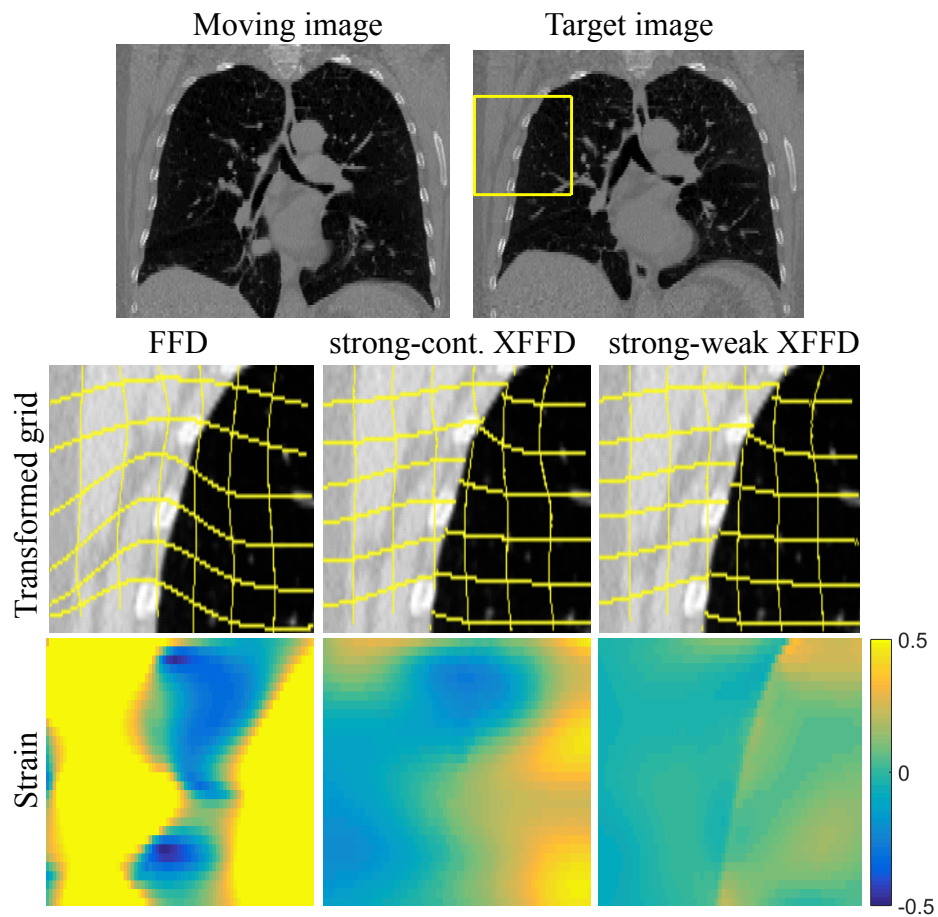 Moving image
Target image
FFD
strong-cont. XFFD
strong-weak XFFD
Transformed grid
Strain
0.5
0
-0.5